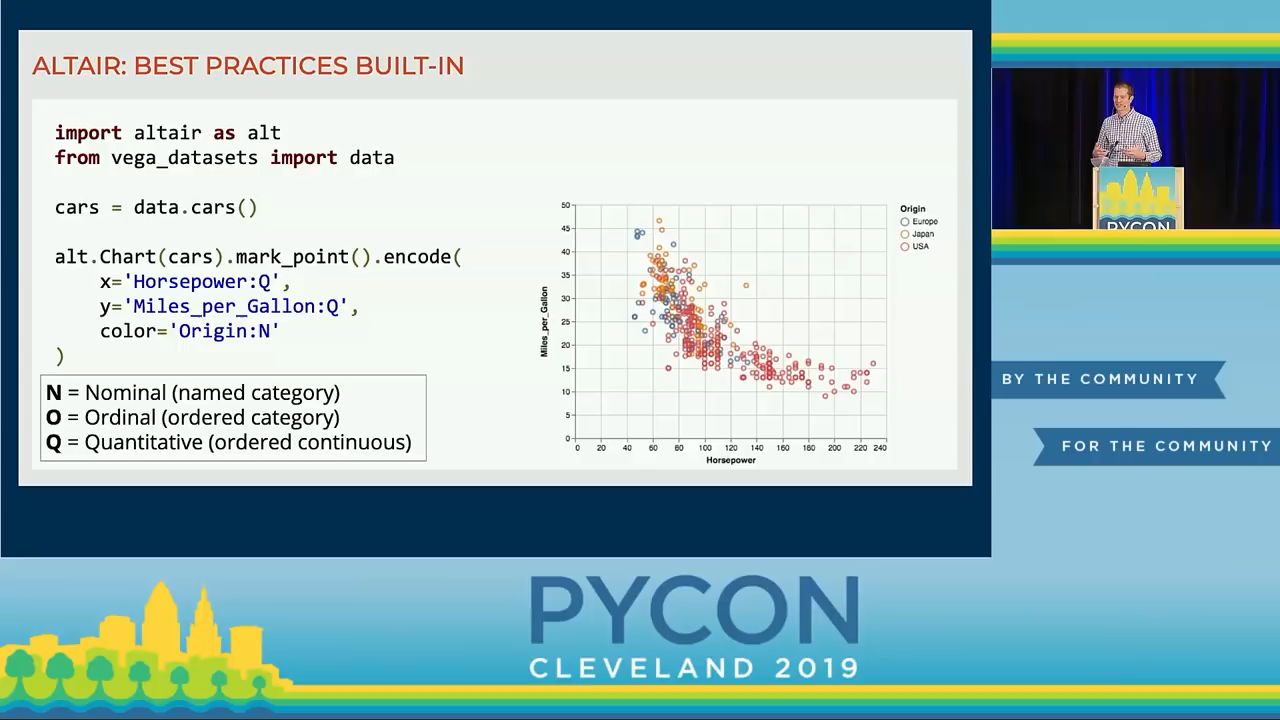 ALTAIR: BEST PRACTICES BUILT-IN
import altair as alt
from vega_datasets import data
cars = data.cars()
alt.Chart(cars).mark_point().encode(
x='Horsepower:Q',
y='Miles_per_Gallon:Q',
color='Origin:N'
)
N = Nominal (named category)
O = Ordinal (ordered category)
Q = Quantitative (ordered continuous)
50
45
40
35
30
25
20
15
10
5
0
Miles_per_Gallon
0 20 40 60 80 100 120 140 160 180 200 220 240
Horsepower
Origin
Europe
Japan
USA
PYCON
BY THE COMMUNITY
FOR THE COMMUNITY
PYCON
CLEVELAND 2019